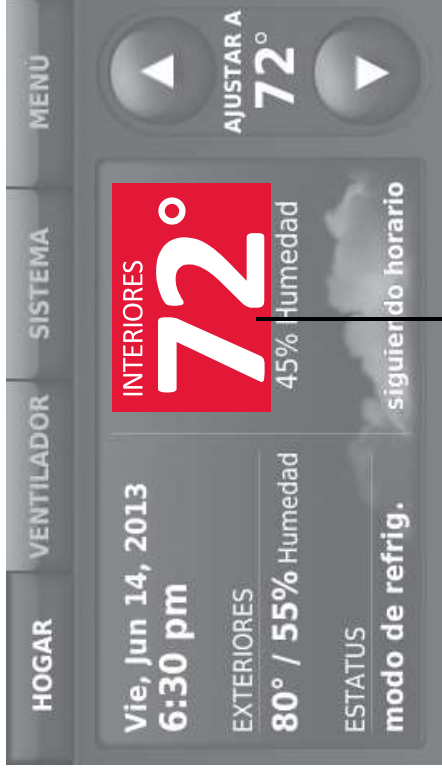 HOGAR
VENTILADOR
SISTEMA
MENÚ
Vie, Jun 14, 2013
6:30 pm
EXTERIORES
80° / 55% Humedad
ESTATUS
modo de refrig.
INTERIORES
72°
45% Humedad
siguiendo horario
AJUSTAR A
72°